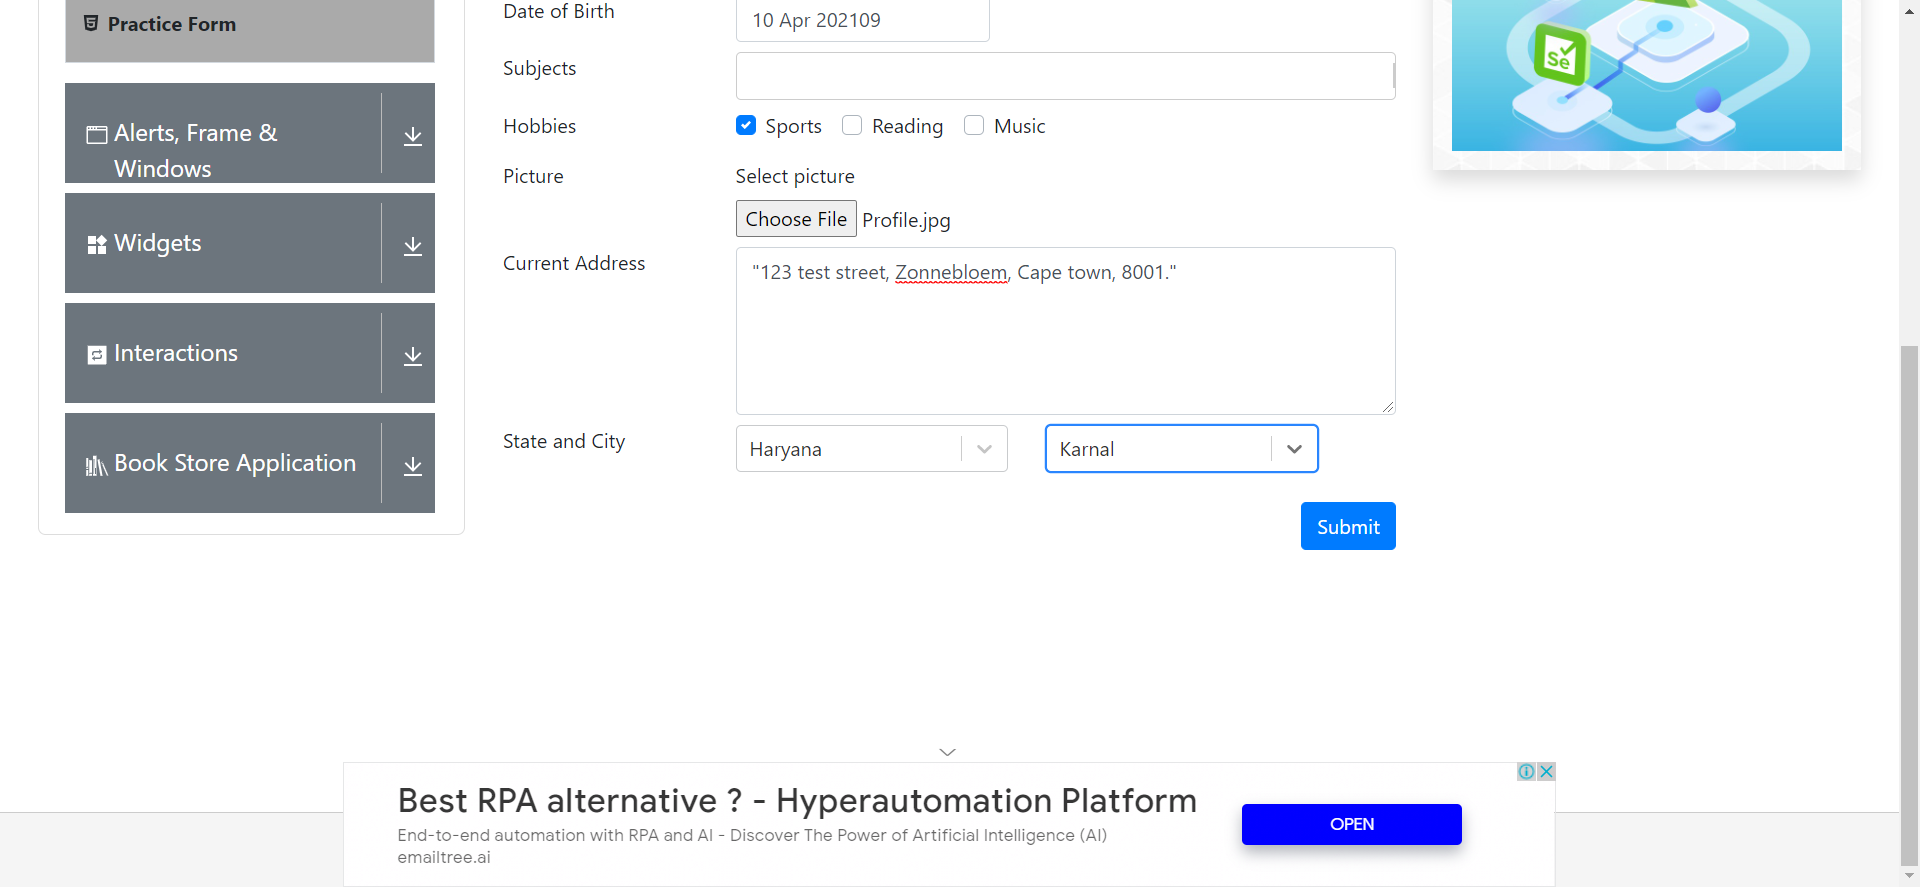 Practice Form
Alerts, Frame &
Windows
Widgets
Interactions
Book Store Application
Date of Birth
10 Apr 202109
Subjects
Hobbies
Sports Reading Music
Picture
Select picture
Choose File Profile.jpg
Current Address
"123 test street, Zonnebloem, Cape town, 8001."
State and City
Haryana
Karnal
Submit
Se
Best RPA alternative ? - Hyperautomation Platform
End-to-end automation with RPA and AI - Discover The Power of Artificial Intelligence (AI)
emailtree.ai
OPEN